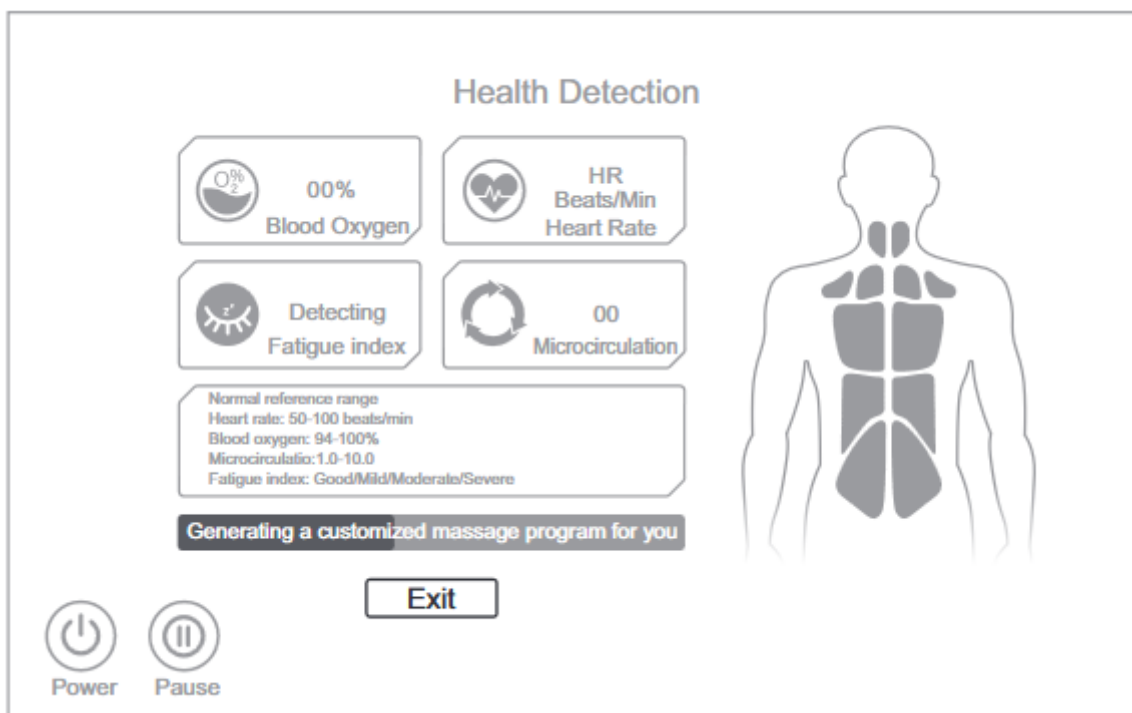 Health Detection
O2%
00%
Blood Oxygen
HR
Beats/Min
Heart Rate
zz
Detecting
Fatigue index
00
Microcirculation
Normal reference range
Heart rate: 50-100 beats/min
Blood oxygen: 94-100%
Microcirculatio:1.0-10.0
Fatigue index: Good/Mild/Moderate/Severe
Generating a customized massage program for you
Exit
Power
Pause